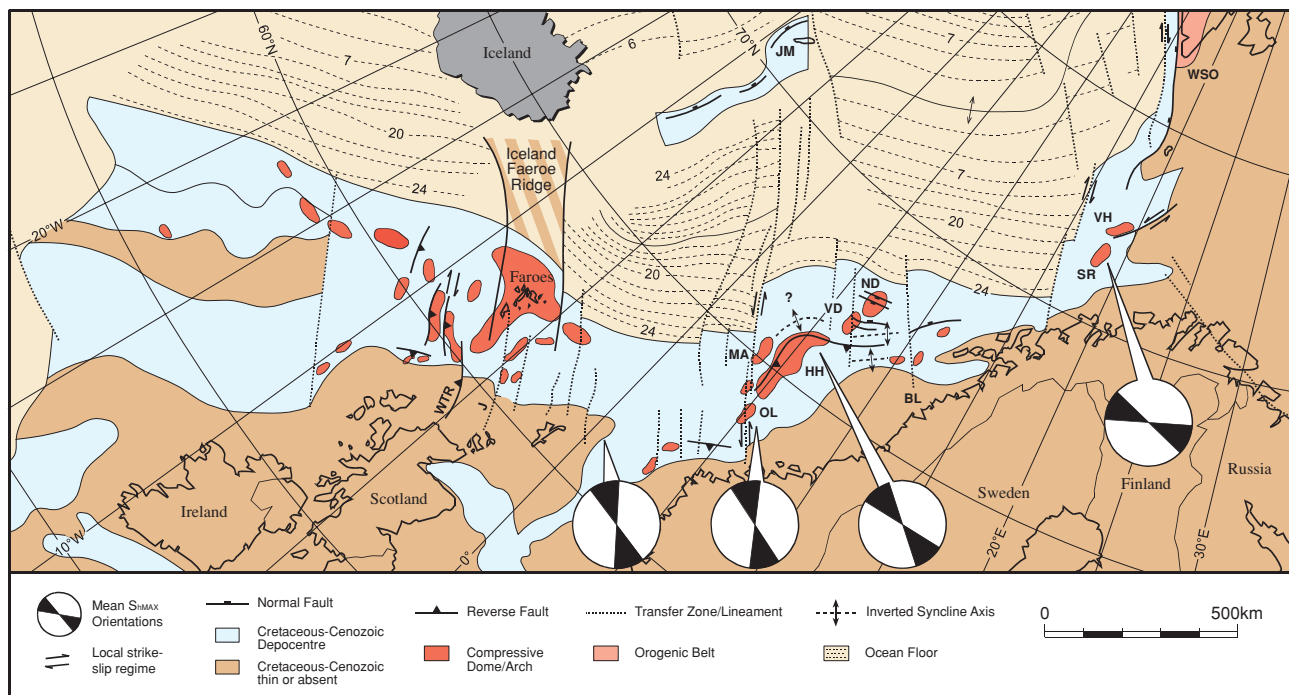 60°N
Iceland
6
7
70°N
JM
7
WSO
20
Iceland
Faeroe
Ridge
24
24
7
20
VH
20°W
SR
Faroes
20
24
ND
VD
?
24
MA
HH
BL
OL
WTR
J
Ireland
Scotland
Sweden
Finland
Russia
10°W
0°
20°E
30°E
Mean ShMAX
Orientations
Normal Fault
Reverse Fault
Transfer Zone/Lineament
Inverted Syncline Axis
0 500km
Local strike-
slip regime
Cretaceous-Cenozoic
Depocentre
Cretaceous-Cenozoic
thin or absent
Compressive
Dome/Arch
Orogenic Belt
Ocean Floor